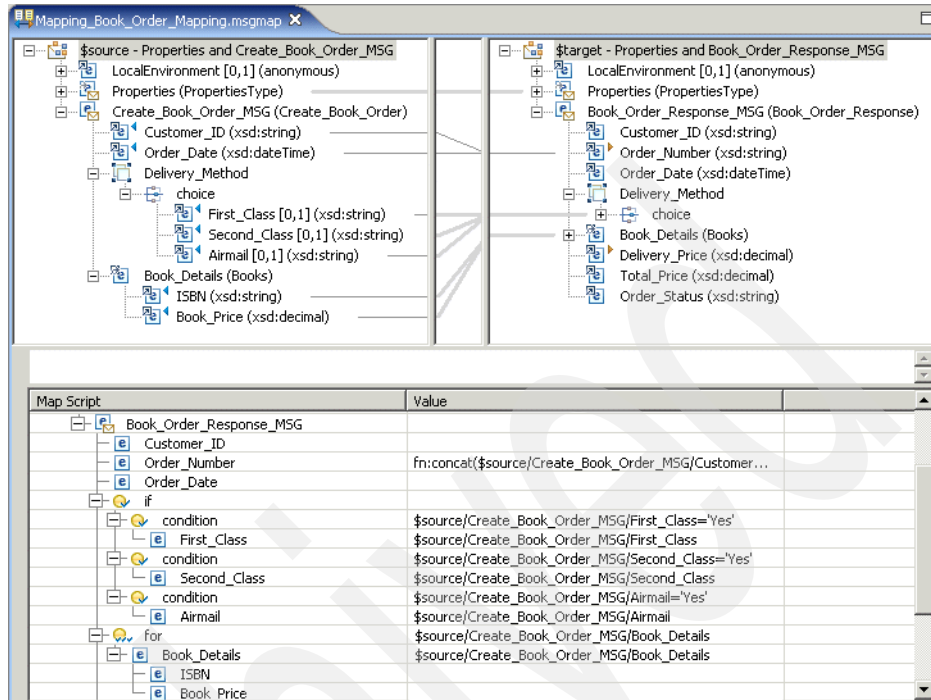 Mapping_Book_Order_Mapping.msgmap
$source - Properties and Create_Book_Order_MSG
LocalEnvironment [0,1] (anonymous)
Properties (PropertiesType)
Create_Book_Order_MSG (Create_Book_Order)
Customer_ID (xsd:string)
Order_Date (xsd:dateTime)
Delivery_Method
choice
First_Class [0,1] (xsd:string)
Second_Class [0,1] (xsd:string)
Airmail [0,1] (xsd:string)
Book_Details (Books)
ISBN (xsd:string)
Book_Price (xsd:decimal)
$target - Properties and Book_Order_Response_MSG
LocalEnvironment [0,1] (anonymous)
Properties (PropertiesType)
Book_Order_Response_MSG (Book_Order_Response)
Customer_ID (xsd:string)
Order_Number (xsd:string)
Order_Date (xsd:dateTime)
Delivery_Method
choice
Book_Details (Books)
Delivery_Price (xsd:decimal)
Total_Price (xsd:decimal)
Order_Status (xsd:string)
Map Script Value
Book_Order_Response_MSG
Customer_ID
Order_Number fn:concat($source/Create_Book_Order_MSG/Customer...
Order_Date
if
condition $source/Create_Book_Order_MSG/First_Class='Yes'
First_Class $source/Create_Book_Order_MSG/First_Class
condition $source/Create_Book_Order_MSG/Second_Class='Yes'
Second_Class $source/Create_Book_Order_MSG/Second_Class
condition $source/Create_Book_Order_MSG/Airmail='Yes'
Airmail $source/Create_Book_Order_MSG/Airmail
for $source/Create_Book_Order_MSG/Book_Details
Book_Details $source/Create_Book_Order_MSG/Book_Details
ISBN
Book_Price